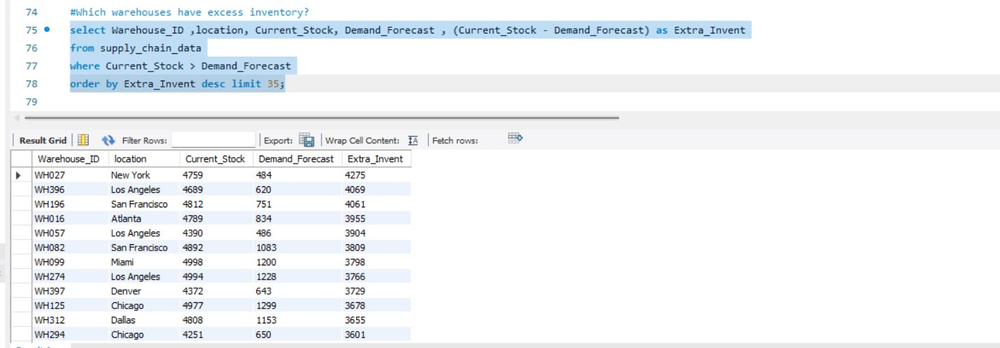 74 #Which warehouses have excess inventory?
75 select Warehouse_ID ,location, Current_Stock, Demand_Forecast , (Current_Stock - Demand_Forecast) as Extra_Invent
76 from supply_chain_data
77 where Current_Stock > Demand_Forecast
78 order by Extra_Invent desc limit 35;
79
Result Grid Filter Rows: Export: Wrap Cell Content: IA Fetch rows:
Warehouse_ID location Current_Stock Demand_Forecast Extra_Invent
WH027 New York 4759 484 4275
WH396 Los Angeles 4689 620 4069
WH196 San Francisco 4812 751 4061
WH016 Atlanta 4789 834 3955
WH057 Los Angeles 4390 486 3904
WH082 San Francisco 4892 1083 3809
WH099 Miami 4998 1200 3798
WH274 Los Angeles 4994 1228 3766
WH397 Denver 4372 643 3729
WH125 Chicago 4977 1299 3678
WH312 Dallas 4808 1153 3655
WH294 Chicago 4251 650 3601